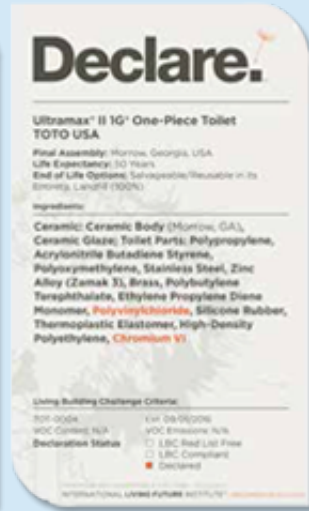 Declare.
Ultramax® II 1G® One-Piece Toilet
TOTO USA
Final Assembly: Morrow, Georgia, USA
Life Expectancy: 50 Years
End of Life Options: Salvageable/Reusable in its
Entirety, Landfill (100%)
Ingredients:
Ceramic: Ceramic Body (Morrow, GA),
Ceramic Glaze; Toilet Parts: Polypropylene,
Acrylonitrile Butadiene Styrene,
Polyoxymethylene, Stainless Steel, Zinc
Alloy (Zamak 3), Brass, Polybutylene
Terephthalate, Ethylene Propylene Diene
Monomer, Polyvinylchloride, Silicone Rubber,
Thermoplastic Elastomer, High-Density
Polyethylene, Chromium VI
Living Building Challenge Criteria:
VOC Content: N/A VOC Emissions: N/A
Declaration Status LBC Red List Free
LBC Compliant
Declared
INTERNATIONAL LIVING FUTURE INSTITUTE